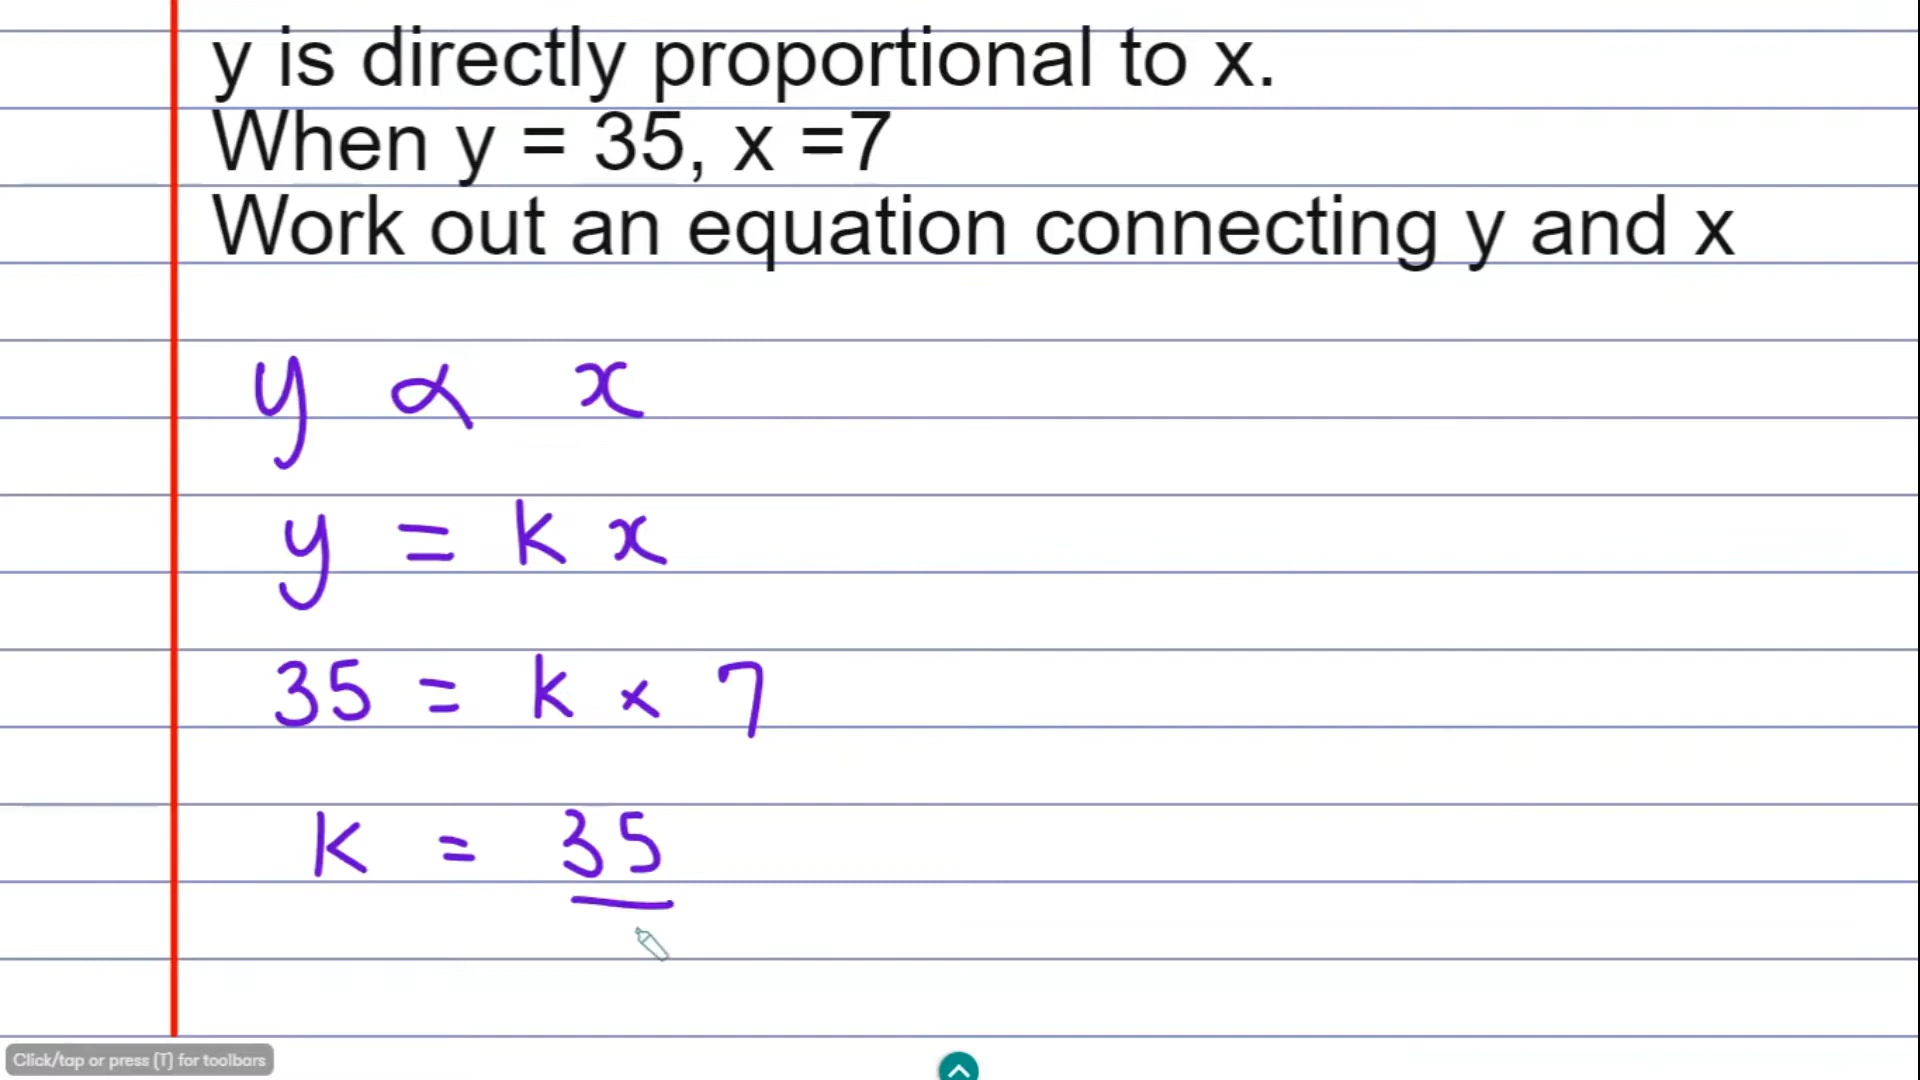 y is directly proportional to x.
When y = 35, x =7
Work out an equation connecting y and x
y ∝ x
y = k x
35 = k × 7
k = 35
Click/tap or press (T) for toolbars